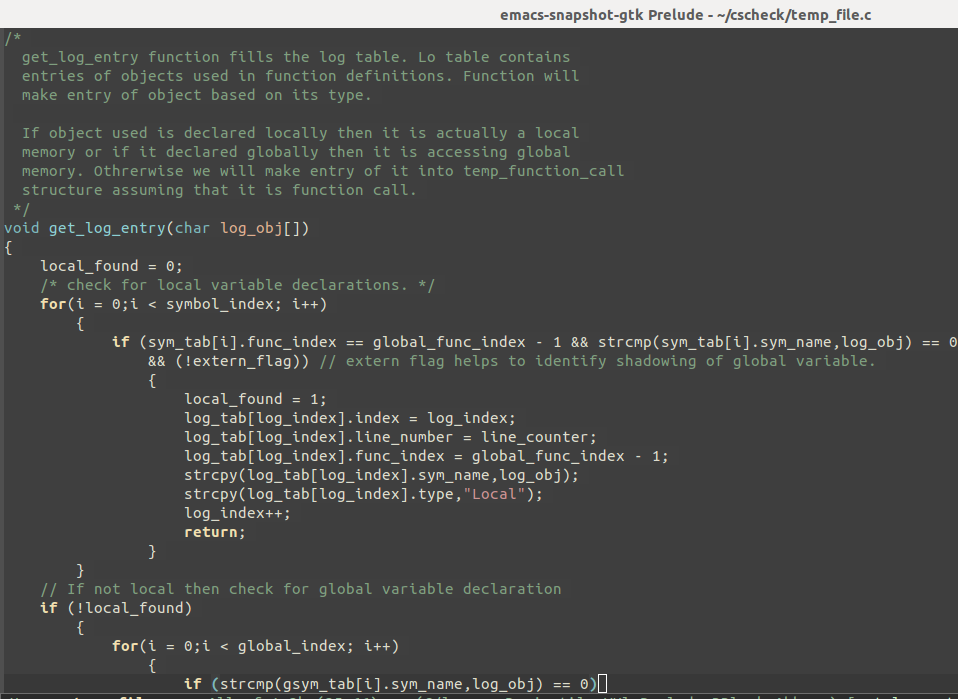 emacs-snapshot-gtk Prelude - ~/cscheck/temp_file.c
/*
  get_log_entry function fills the log table. Lo table contains
  entries of objects used in function definitions. Function will
  make entry of object based on its type.

  If object used is declared locally then it is actually a local
  memory or if it declared globally then it is accessing global
  memory. Othrerwise we will make entry of it into temp_function_call
  structure assuming that it is function call.
 */
void get_log_entry(char log_obj[])
{
    local_found = 0;
    /* check for local variable declarations. */
    for(i = 0;i < symbol_index; i++)
        {
            if (sym_tab[i].func_index == global_func_index - 1 && strcmp(sym_tab[i].sym_name,log_obj) == 0
                && (!extern_flag)) // extern flag helps to identify shadowing of global variable.
                {
                    local_found = 1;
                    log_tab[log_index].index = log_index;
                    log_tab[log_index].line_number = line_counter;
                    log_tab[log_index].func_index = global_func_index - 1;
                    strcpy(log_tab[log_index].sym_name,log_obj);
                    strcpy(log_tab[log_index].type,"Local");
                    log_index++;
                    return;
                }
        }
    // If not local then check for global variable declaration
    if (!local_found)
        {
            for(i = 0;i < global_index; i++)
                {
                    if (strcmp(gsym_tab[i].sym_name,log_obj) == 0)